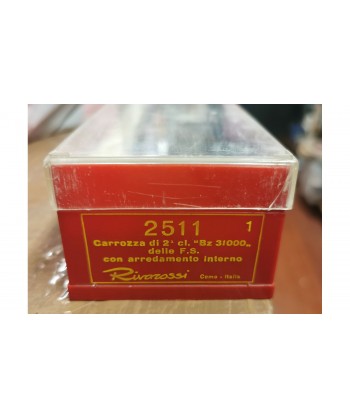 2511 1
Carrozza di 2ª cl. "Bz 31000„
delle F.S.
con arredamento interno
Rivarossi Como - Italia